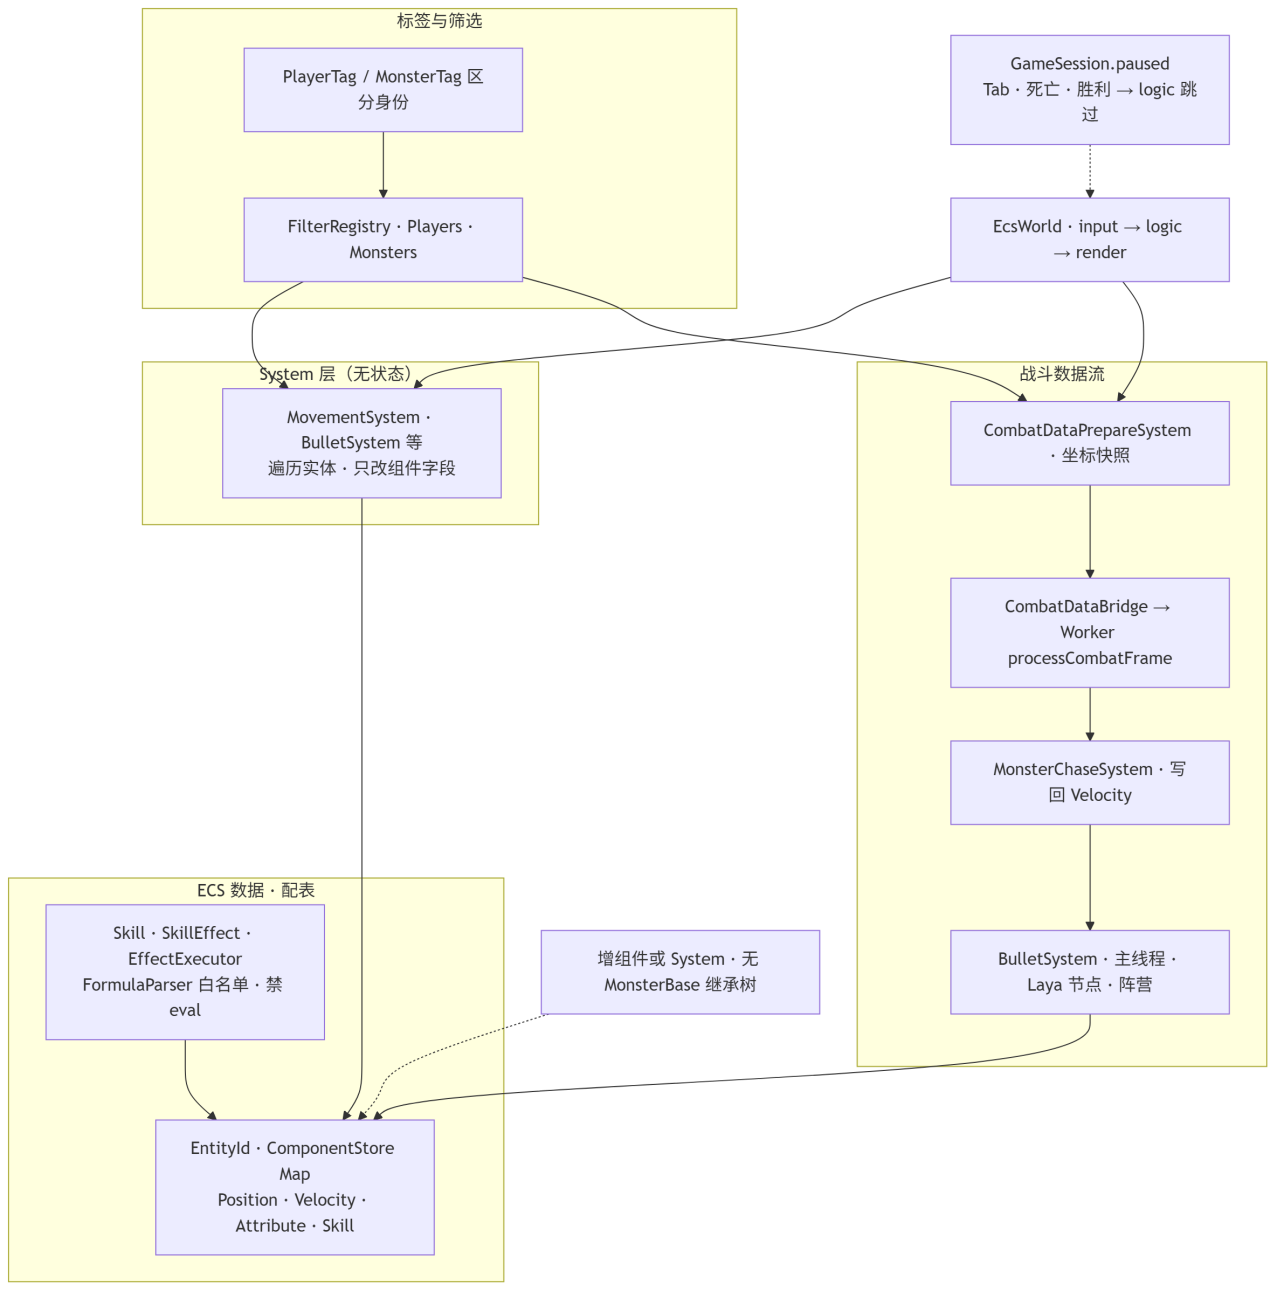 标签与筛选
PlayerTag / MonsterTag 区
分身份
FilterRegistry · Players ·
Monsters
GameSession.paused
Tab · 死亡 · 胜利 → logic 跳
过
EcsWorld · input → logic
→ render
System 层（无状态）
MovementSystem ·
BulletSystem 等
遍历实体 · 只改组件字段
战斗数据流
CombatDataPrepareSystem
· 坐标快照
CombatDataBridge →
Worker
processCombatFrame
MonsterChaseSystem · 写
回 Velocity
BulletSystem · 主线程 ·
Laya 节点 · 阵营
ECS 数据 · 配表
Skill · SkillEffect ·
EffectExecutor
FormulaParser 白名单 · 禁
eval
增组件或 System · 无
MonsterBase 继承树
EntityId · ComponentStore
Map
Position · Velocity ·
Attribute · Skill